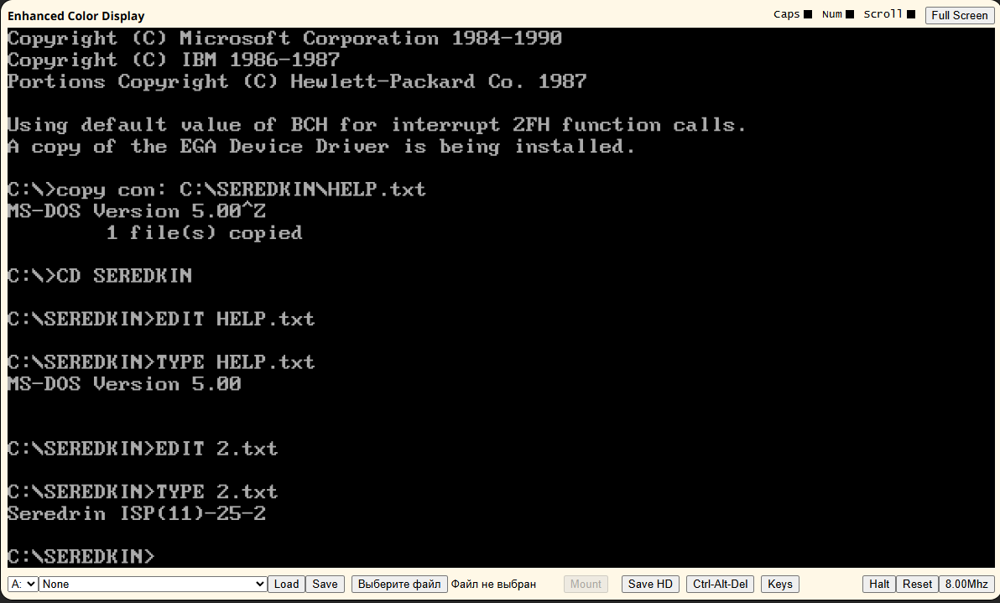 Enhanced Color Display
Caps Num Scroll Full Screen
Copyright (C) Microsoft Corporation 1984-1990
Copyright (C) IBM 1986-1987
Portions Copyright (C) Hewlett-Packard Co. 1987
Using default value of BCH for interrupt 2FH function calls.
A copy of the EGA Device Driver is being installed.
C:\>copy con: C:\SEREDKIN\HELP.txt
MS-DOS Version 5.00^Z
1 file(s) copied
C:\>CD SEREDKIN
C:\SEREDKIN>EDIT HELP.txt
C:\SEREDKIN>TYPE HELP.txt
MS-DOS Version 5.00
C:\SEREDKIN>EDIT 2.txt
C:\SEREDKIN>TYPE 2.txt
Seredrin ISP(11)-25-2
C:\SEREDKIN>
A: None Load Save Выберите файл Файл не выбран Mount Save HD Ctrl-Alt-Del Keys Halt Reset 8.00Mhz